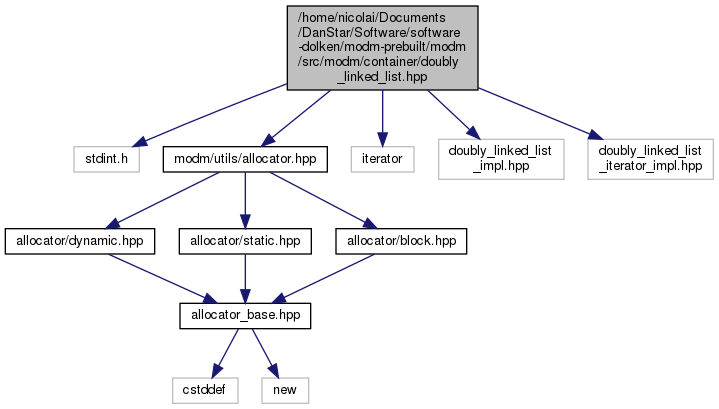 /home/nicolai/Documents
/DanStar/Software/software
-dolken/modm-prebuilt/modm
/src/modm/container/doubly
_linked_list.hpp
stdint.h
modm/utils/allocator.hpp
iterator
doubly_linked_list
_impl.hpp
doubly_linked_list
_iterator_impl.hpp
allocator/dynamic.hpp
allocator/static.hpp
allocator/block.hpp
allocator_base.hpp
cstddef
new